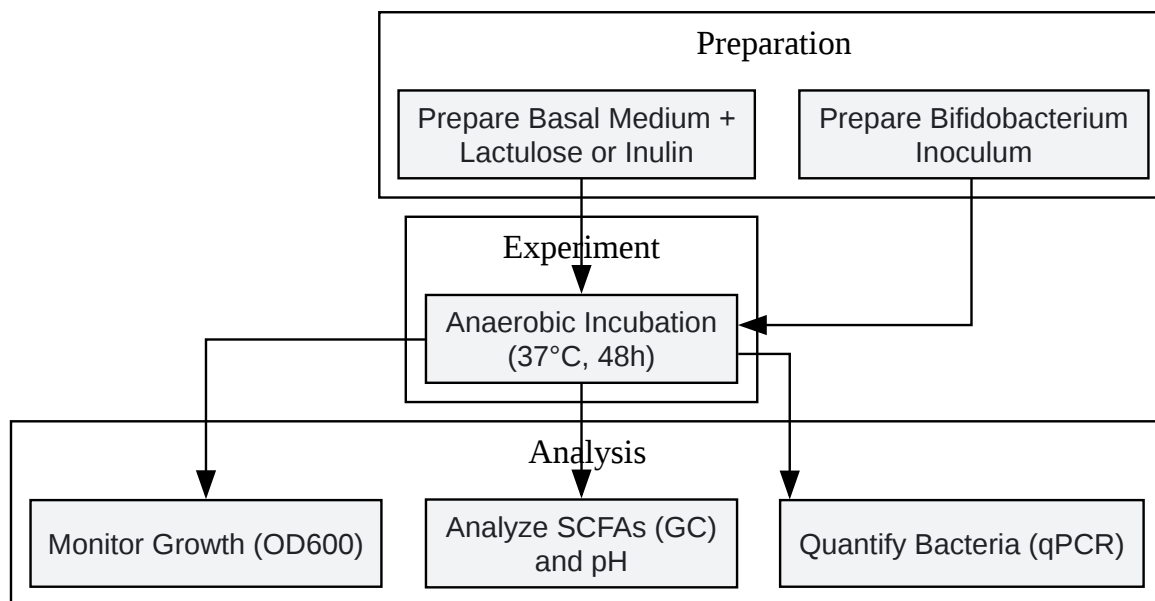 Preparation
Prepare Basal Medium +
Lactulose or Inulin
Prepare Bifidobacterium
Inoculum
Experiment
Anaerobic Incubation
(37°C, 48h)
Analysis
Monitor Growth (OD600)
Analyze SCFAs (GC)
and pH
Quantify Bacteria (qPCR)